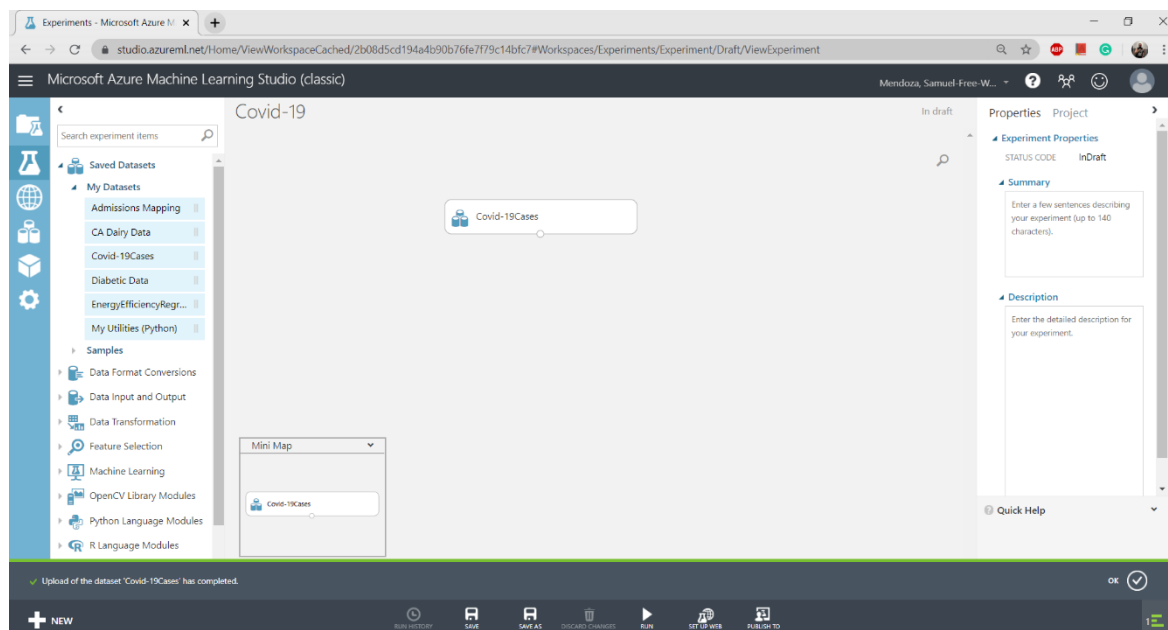 Experiments - Microsoft Azure M
studio.azureml.net/Home/ViewWorkspaceCached/2b08d5cd194a4b90b76fe7f79c14bfc7#Workspaces/Experiments/Experiment/Draft/ViewExperiment
ABP
Microsoft Azure Machine Learning Studio (classic)
Mendoza, Samuel-Free-W...
Search experiment items
Saved Datasets
My Datasets
Admissions Mapping
CA Dairy Data
Covid-19Cases
Diabetic Data
EnergyEfficiencyRegr...
My Utilities (Python)
Samples
Data Format Conversions
Data Input and Output
Data Transformation
Feature Selection
Machine Learning
OpenCV Library Modules
Python Language Modules
R Language Modules
Covid-19
In draft
Covid-19Cases
Mini Map
Covid-19Cases
Properties Project
Experiment Properties
STATUS CODE InDraft
Summary
Enter a few sentences describing
your experiment (up to 140
characters).
Description
Enter the detailed description for
your experiment.
Quick Help
Upload of the dataset 'Covid-19Cases' has completed.
OK
NEW
RUN HISTORY
SAVE
SAVE AS
DISCARD CHANGES
RUN
SET UP WEB
PUBLISH TO
1